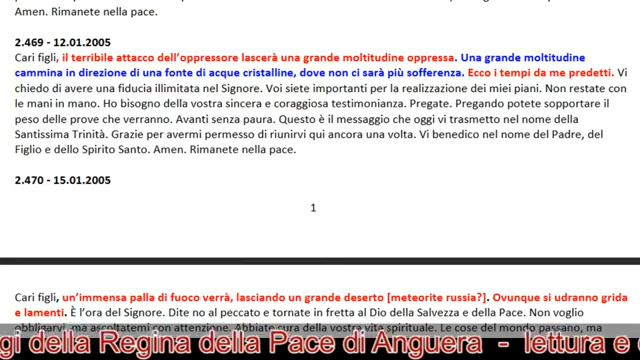 Amen. Rimanete nella pace.
2.469 - 12.01.2005
Cari figli, il terribile attacco dell'oppressore lascerà una grande moltitudine oppressa. Una grande moltitudine
cammina in direzione di una fonte di acque cristalline, dove non ci sarà più sofferenza. Ecco i tempi da me predetti. Vi
chiedo di avere una fiducia illimitata nel Signore. Voi siete importanti per la realizzazione dei miei piani. Non restate con
le mani in mano. Ho bisogno della vostra sincera e coraggiosa testimonianza. Pregate. Pregando potete sopportare il
peso delle prove che verranno. Avanti senza paura. Questo è il messaggio che oggi vi trasmetto nel nome della
Santissima Trinità. Grazie per avermi permesso di riunirvi qui ancora una volta. Vi benedico nel nome del Padre, del
Figlio e dello Spirito Santo. Amen. Rimanete nella pace.
2.470 - 15.01.2005
1
Cari figli, un'immensa palla di fuoco verrà, lasciando un grande deserto [meteorite russia?]. Ovunque si udranno grida
e lamenti. È l'ora del Signore. Dite no al peccato e tornate in fretta al Dio della Salvezza e della Pace. Non voglio
obbligarvi, ma ascoltatemi con attenzione. Abbiate cura della vostra vita spirituale. Le cose del mondo passano, ma
gi della Regina della Pace di Anguera - lettura e